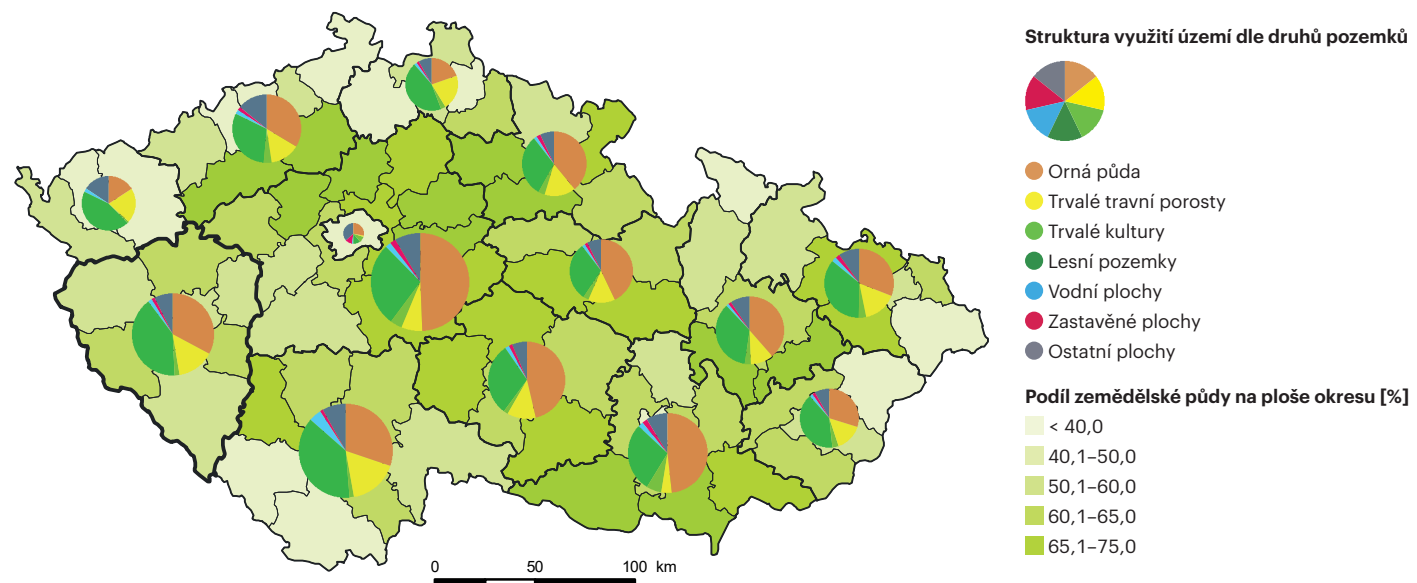 Struktura využití území dle druhů pozemků
Orná půda
Trvalé travní porosty
Trvalé kultury
Lesní pozemky
Vodní plochy
Zastavěné plochy
Ostatní plochy
Podíl zemědělské půdy na ploše okresu [%]
< 40,0
40,1–50,0
50,1–60,0
60,1–65,0
65,1–75,0
0 50 100 km